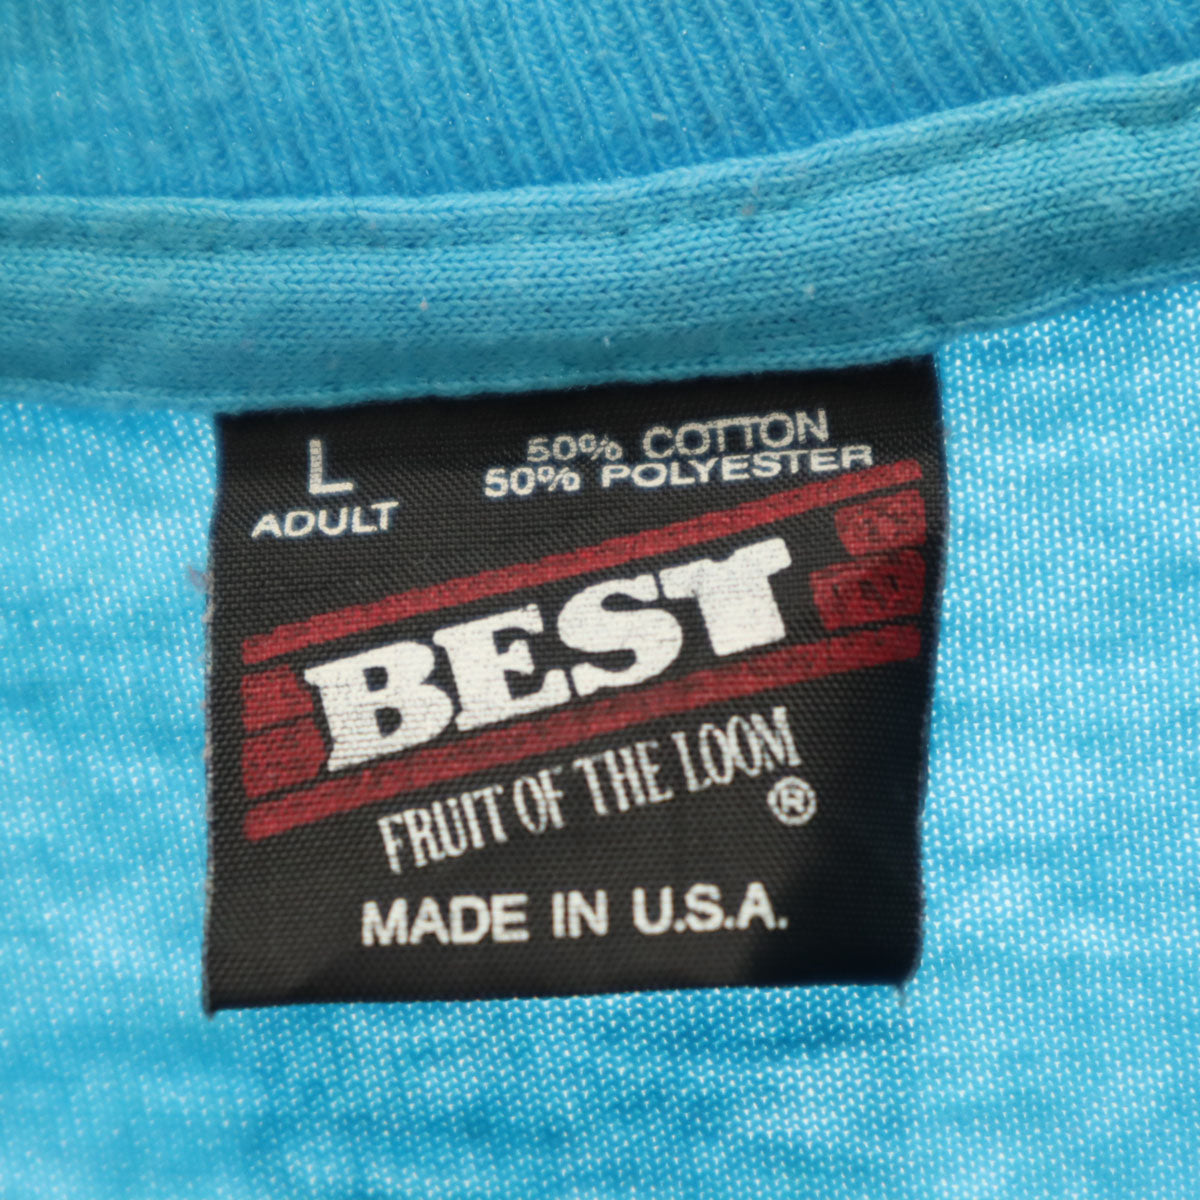 L
ADULT
50% COTTON
50% POLYESTER
BEST
FRUIT OF THE LOOM
®
MADE IN U.S.A.